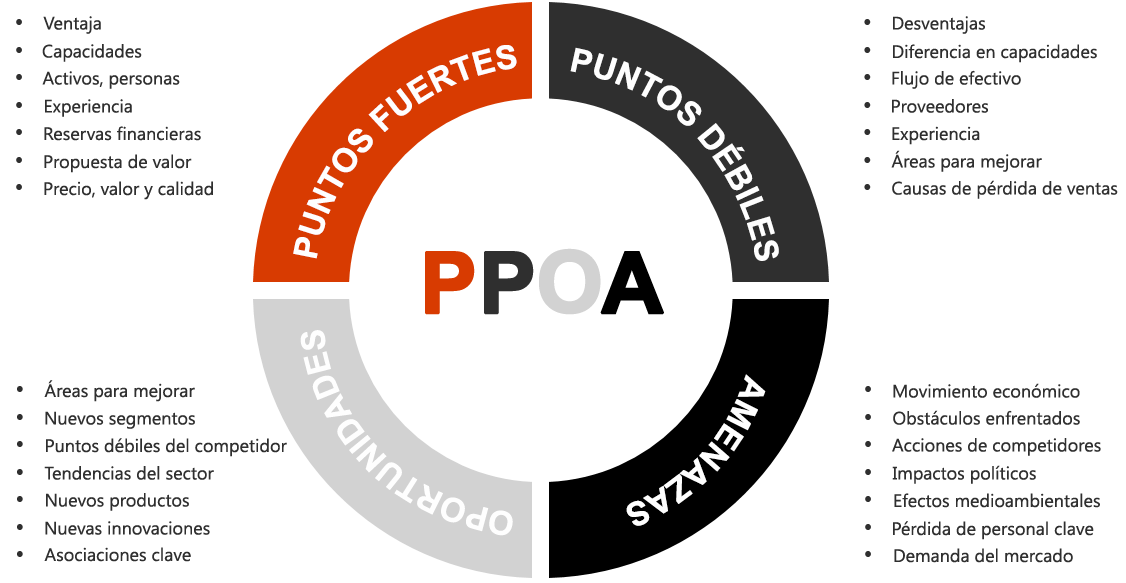 • Ventaja
• Capacidades
• Activos, personas
• Experiencia
• Reservas financieras
• Propuesta de valor
• Precio, valor y calidad
PUNTOS FUERTES
PUNTOS DÉBILES
• Desventajas
• Diferencia en capacidades
• Flujo de efectivo
• Proveedores
• Experiencia
• Áreas para mejorar
• Causas de pérdida de ventas
PPOA
• Áreas para mejorar
• Nuevos segmentos
• Puntos débiles del competidor
• Tendencias del sector
• Nuevos productos
• Nuevas innovaciones
• Asociaciones clave
OPORTUNIDADES
AMENAZAS
• Movimiento económico
• Obstáculos enfrentados
• Acciones de competidores
• Impactos políticos
• Efectos medioambientales
• Pérdida de personal clave
• Demanda del mercado